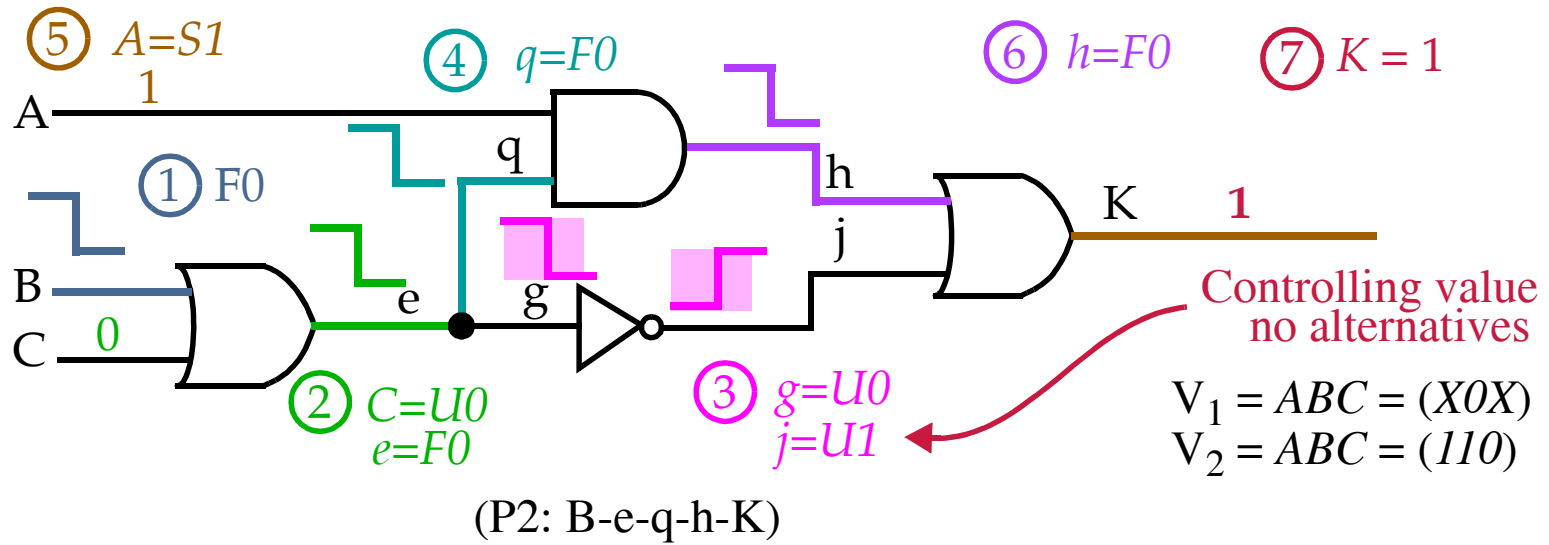 5 A=S1
4 q=F0
6 h=F0
7 K = 1
1
A
q
1 F0
h
K 1
j
B
e
g
C 0
Controlling value
no alternatives
2 C=U0
e=F0
3 g=U0
j=U1
V1 = ABC = (X0X)
V2 = ABC = (110)
(P2: B-e-q-h-K)